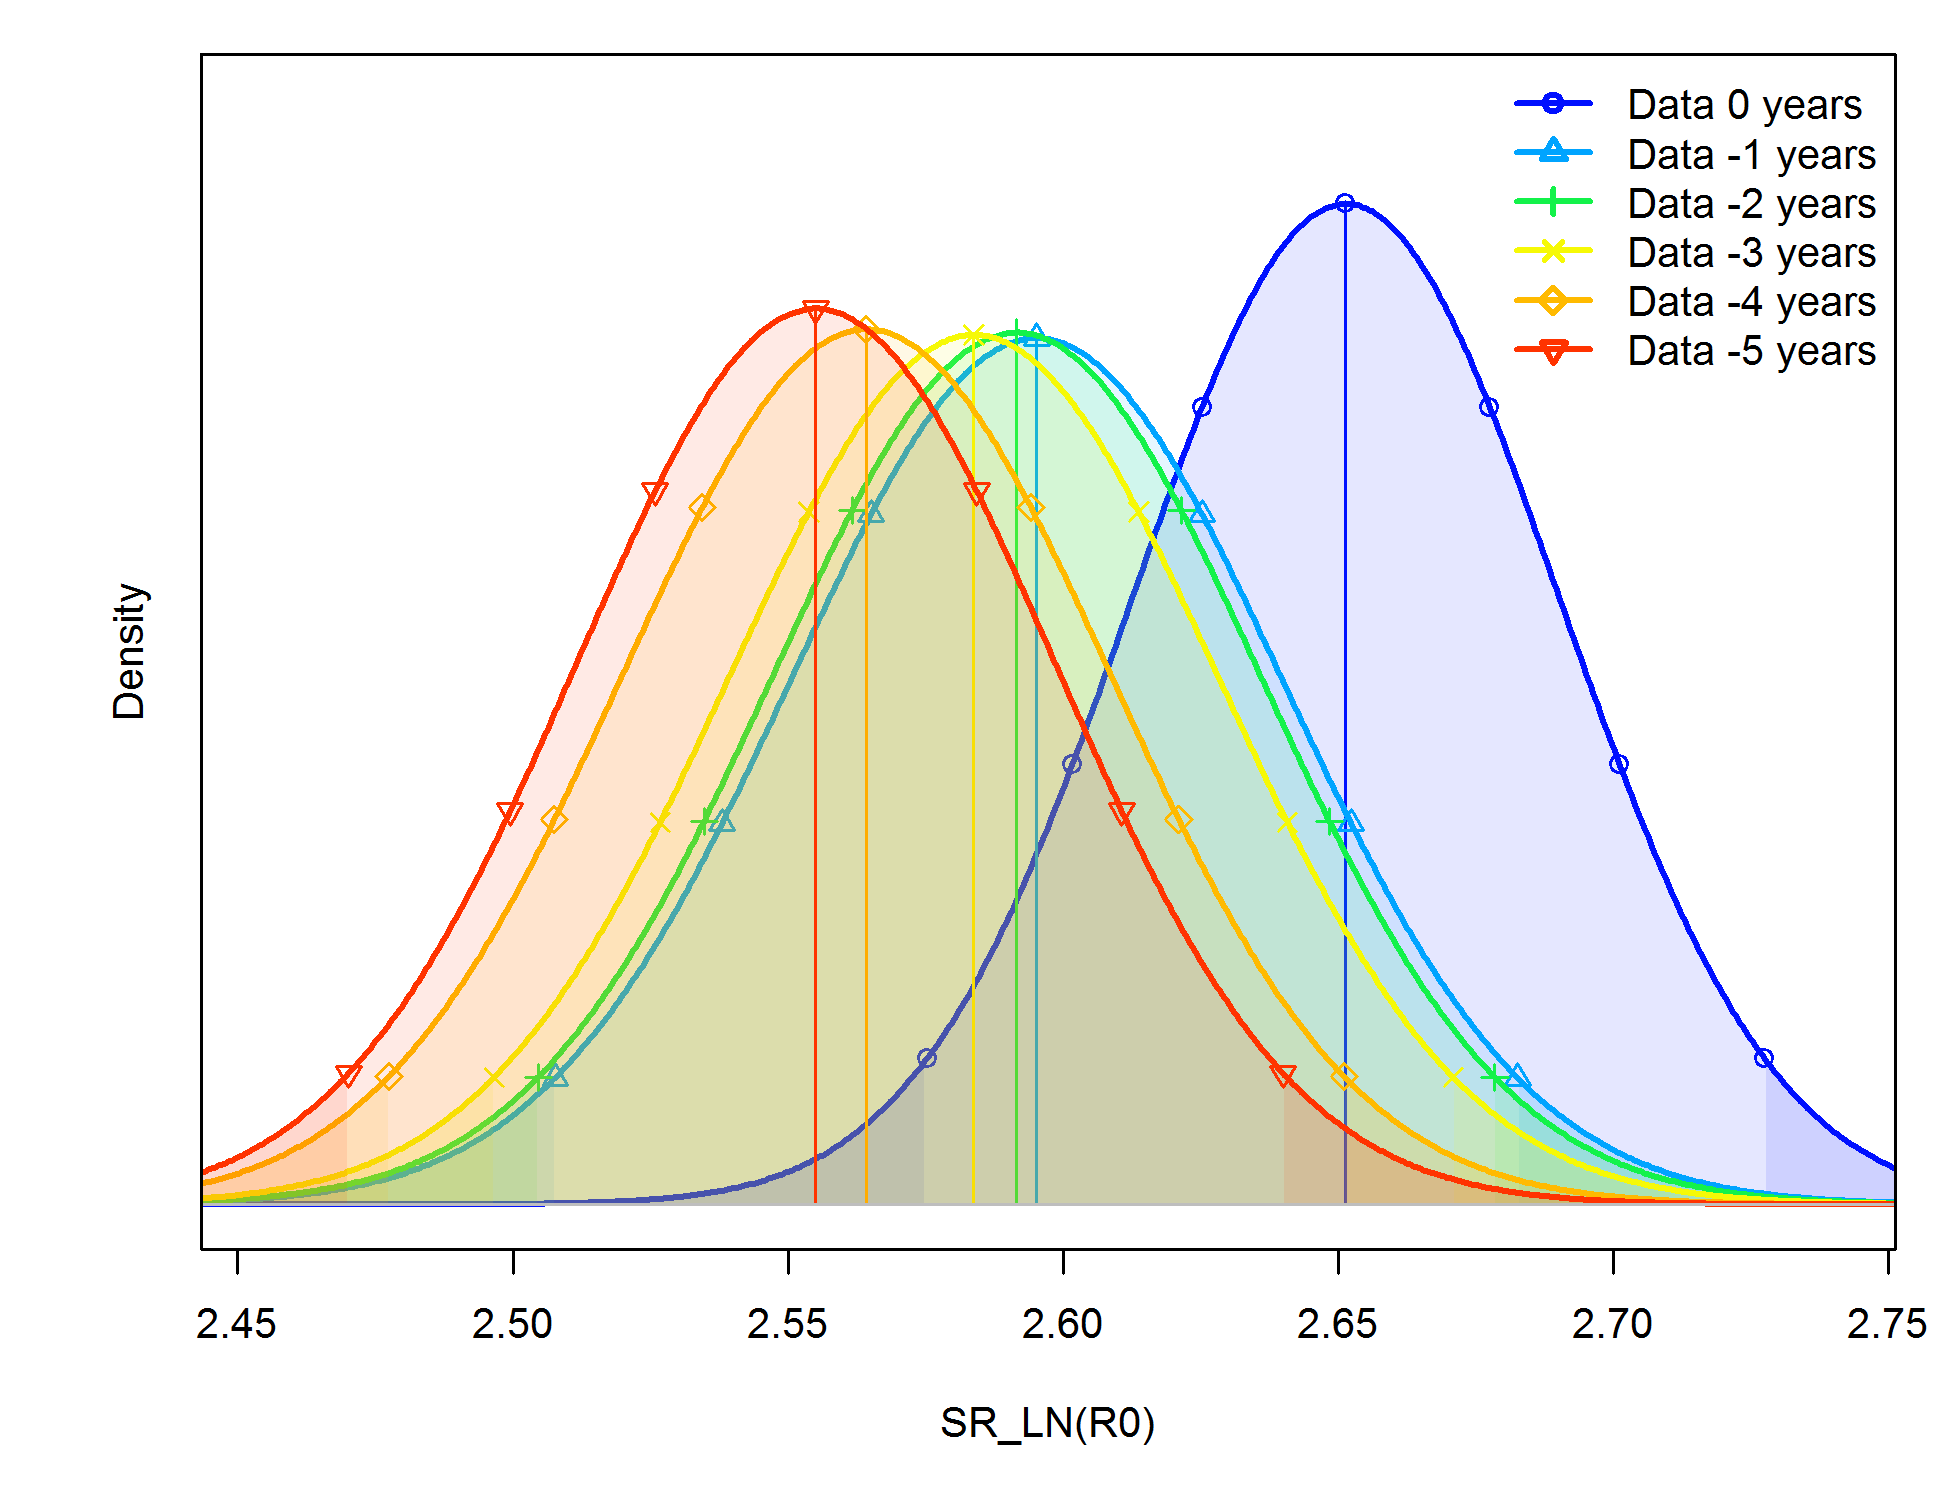 Data 0 years
Data -1 years
Data -2 years
Data -3 years
Data -4 years
Data -5 years
Density
2.45 2.50 2.55 2.60 2.65 2.70 2.75
SR_LN(R0)